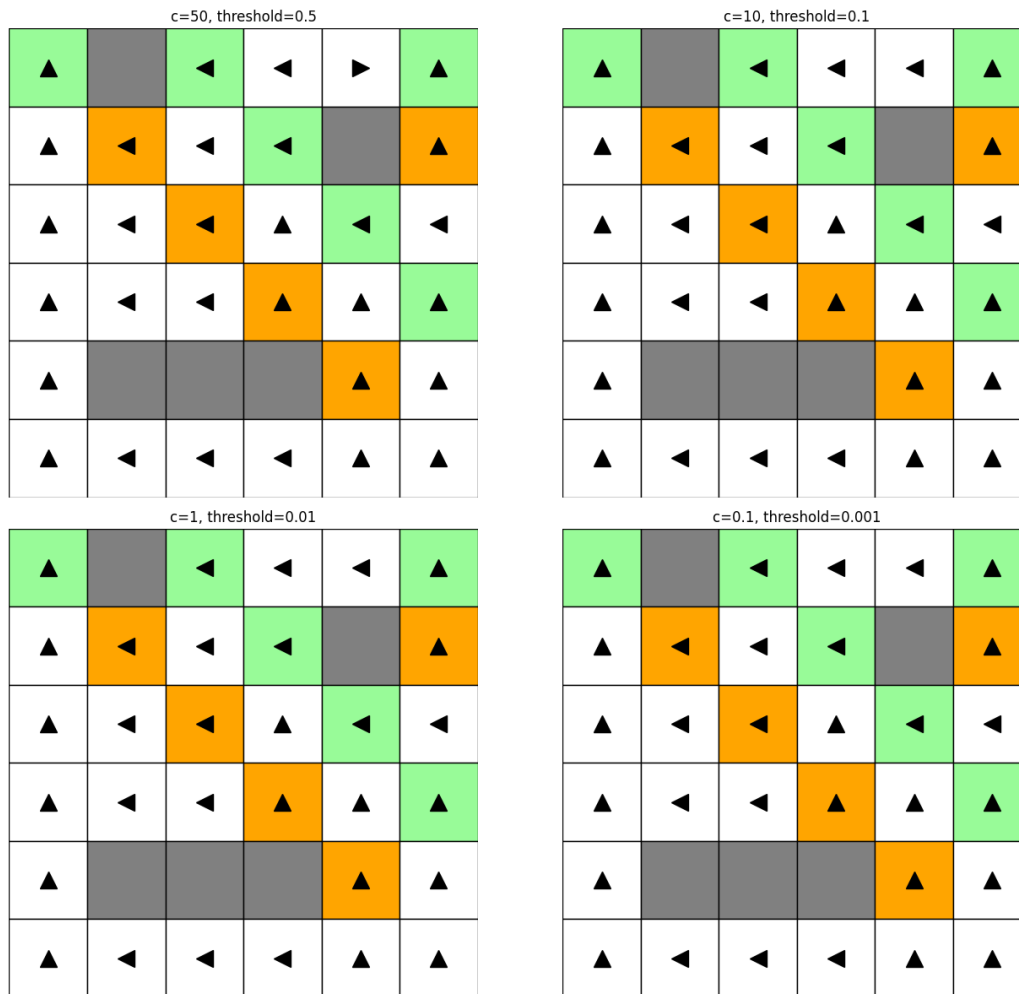 c=50, threshold=0.5
c=10, threshold=0.1
c=1, threshold=0.01
c=0.1, threshold=0.001